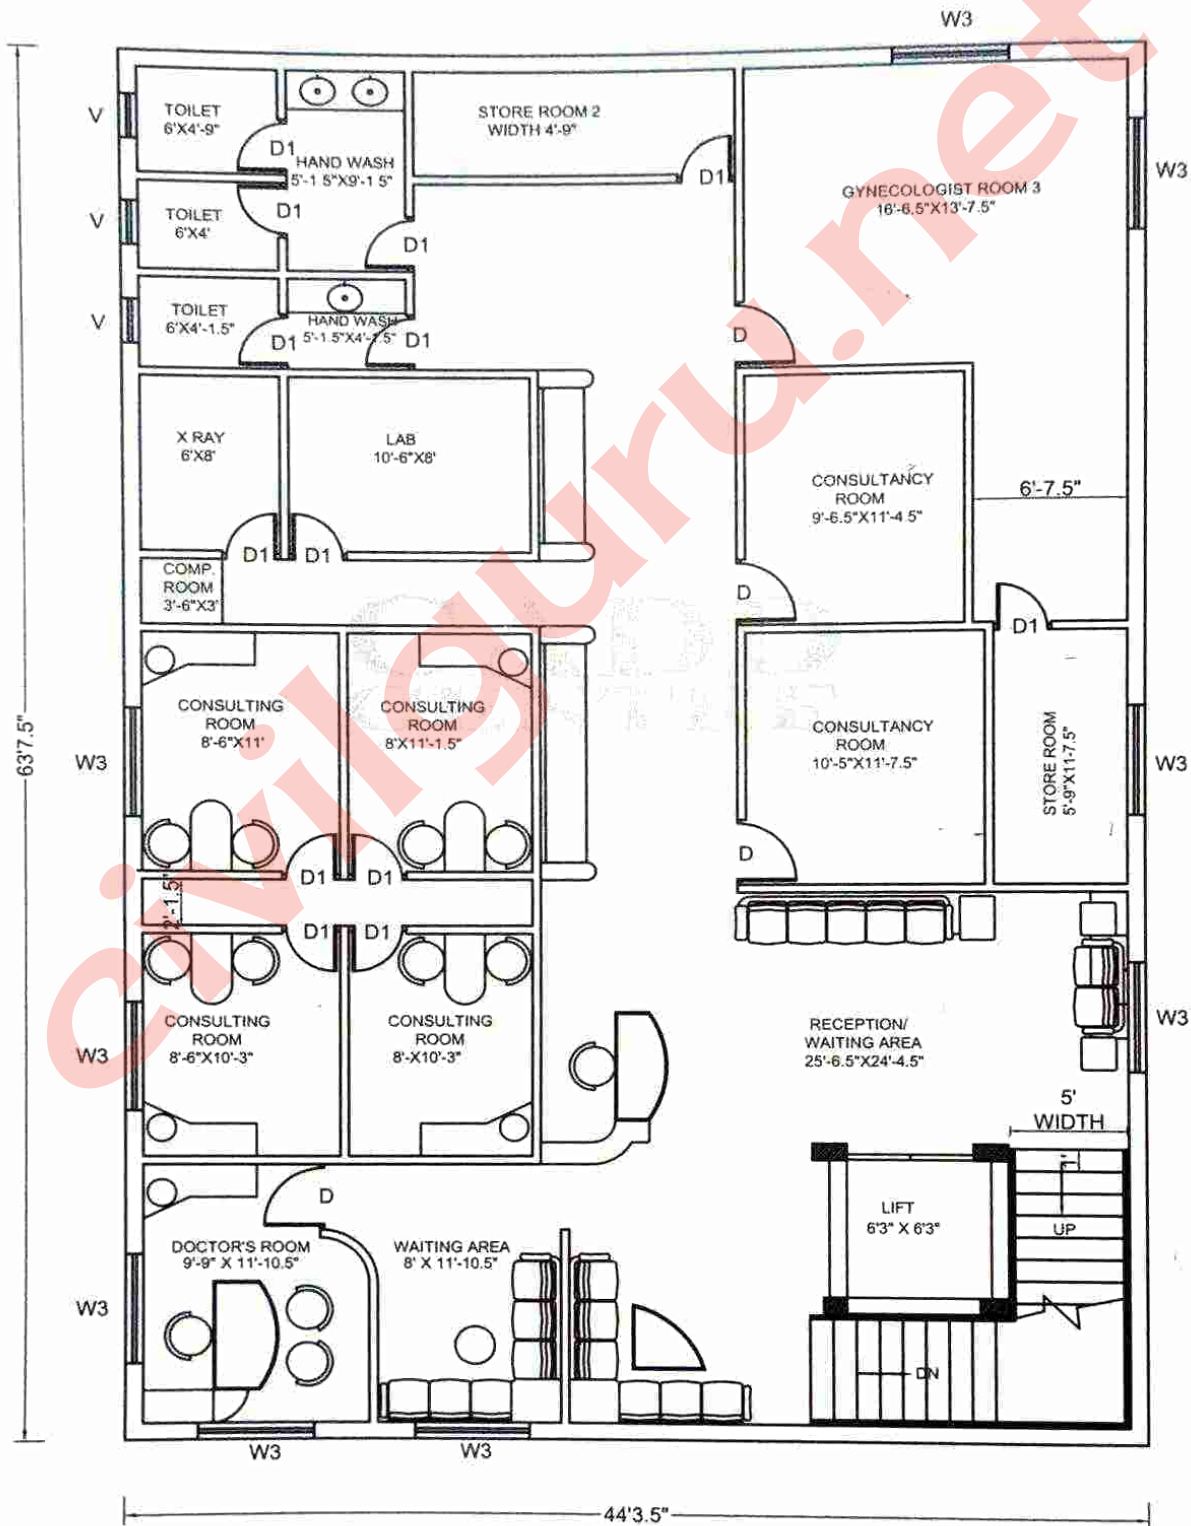 W3
V
TOILET
6'X4'-9"
D1
HAND WASH
5'-1 5"X9'-1 5"
STORE ROOM 2
WIDTH 4'-9"
D1
W3
GYNECOLOGIST ROOM 3
16'-6.5"X13'-7.5"
V
TOILET
6'X4'
D1
D1
V
TOILET
6'X4'-1.5"
D1
HAND WASH
5'-1.5"X4'-1.5"
D1
D
X RAY
6'X8'
LAB
10'-6"X8'
CONSULTANCY
ROOM
9'-6.5"X11'-4.5"
6'-7.5"
D1
D1
COMP.
ROOM
3'-6"X3'
D
D1
CONSULTING
ROOM
8'-6"X11'
CONSULTING
ROOM
8'X11'-1.5"
CONSULTANCY
ROOM
10'-5"X11'-7.5"
STORE ROOM
5'-9"X11-7.5"
63'7.5"
W3
W3
D
D1
D1
2'-1.5"
D1
D1
CONSULTING
ROOM
8'-6"X10'-3"
CONSULTING
ROOM
8'-X10'-3"
W3
RECEPTION/
WAITING AREA
25'-6.5"X24'-4.5"
W3
5'
WIDTH
D
LIFT
6'3" X 6'3"
UP
DOCTOR'S ROOM
9'-9" X 11'-10.5"
WAITING AREA
8' X 11'-10.5"
W3
DN
W3
W3
44'3.5"
civilguru.net